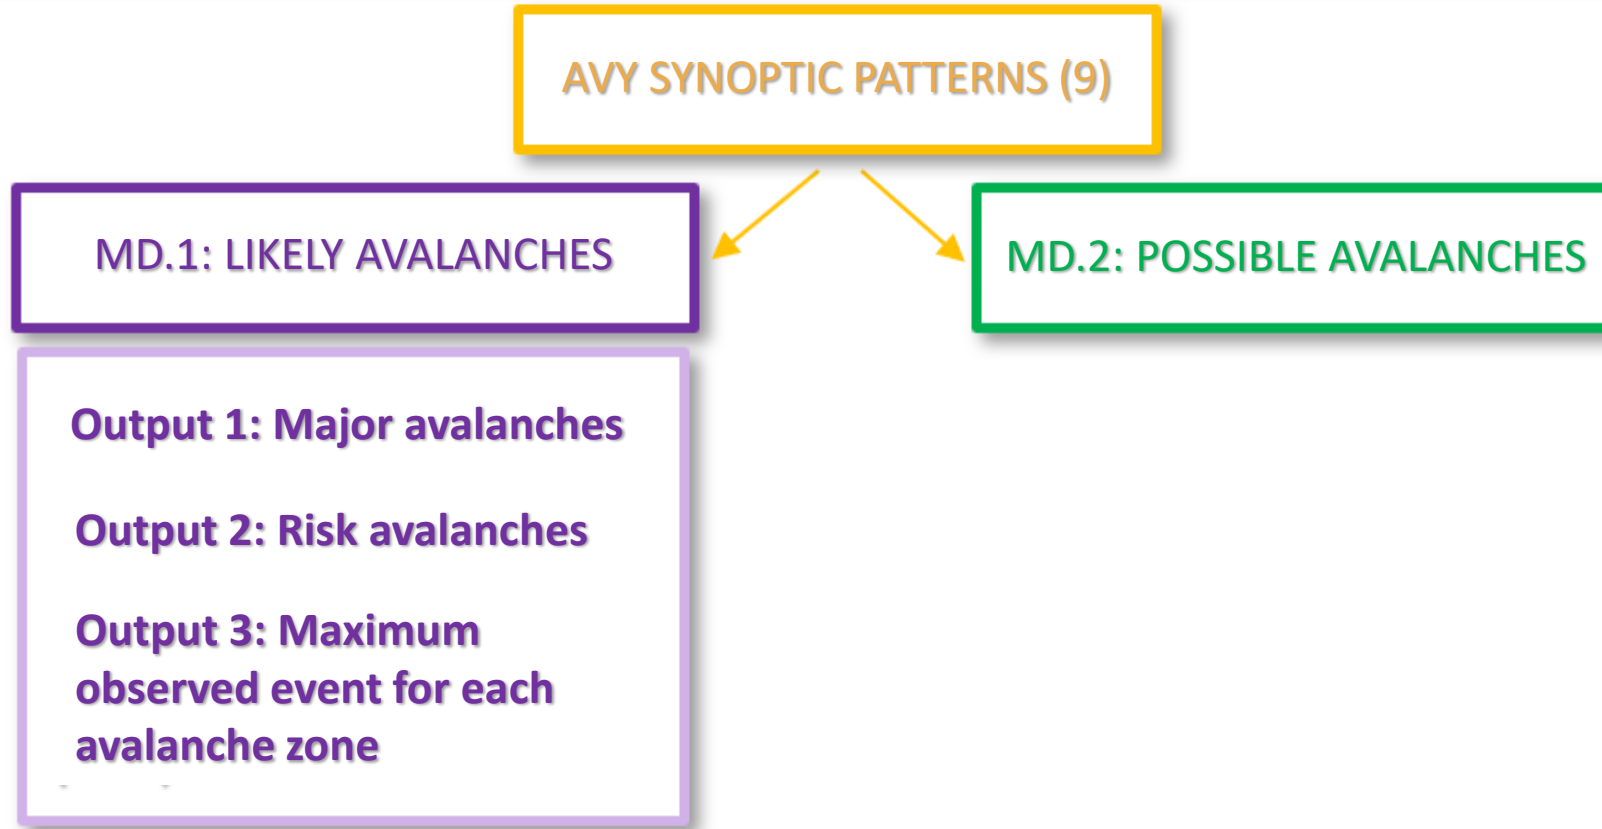 AVY SYNOPTIC PATTERNS (9)
MD.1: LIKELY AVALANCHES
MD.2: POSSIBLE AVALANCHES
Output 1: Major avalanches
Output 2: Risk avalanches
Output 3: Maximum
observed event for each
avalanche zone